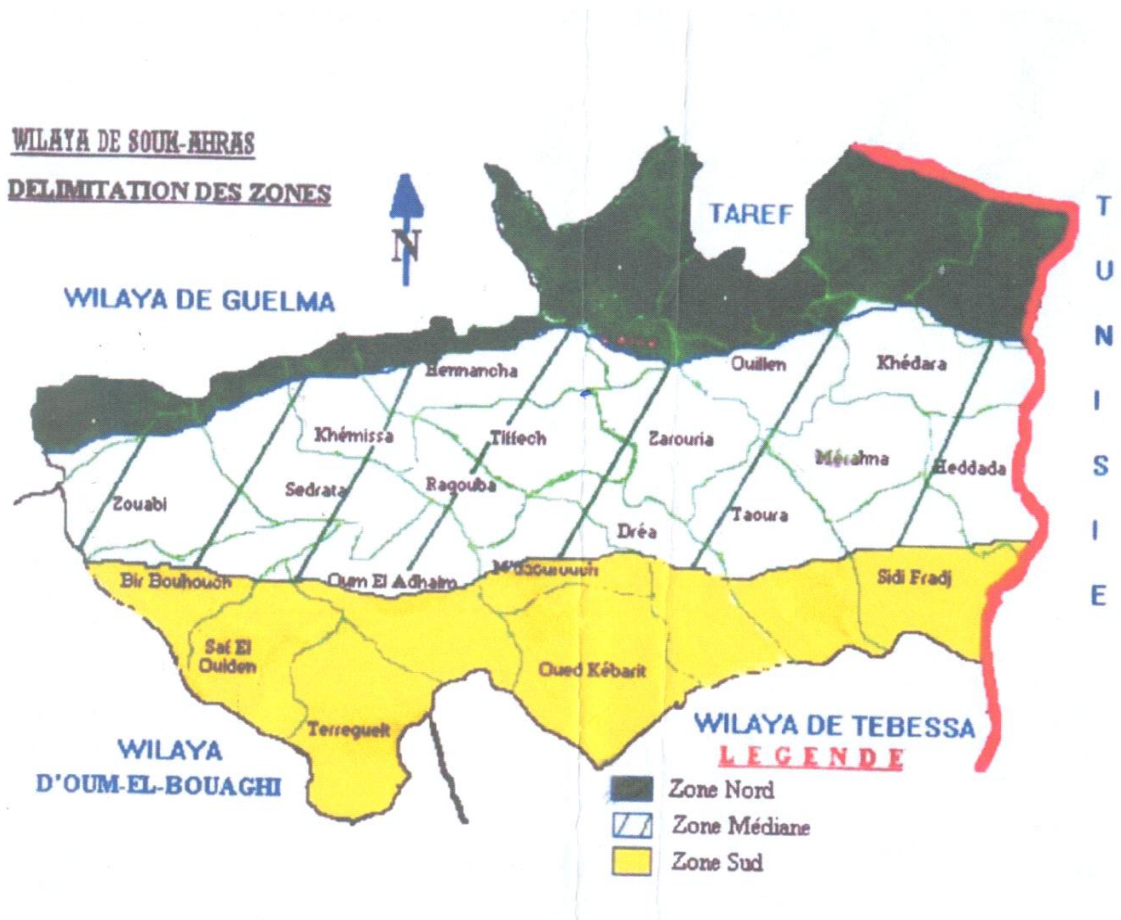 WILAYA DE SOUK-AHRAS
DELIMITATION DES ZONES
N
TAREF
TUNISIE
WILAYA DE GUELMA
Hennancha
Ouillen
Khédara
Khémissa
Tiffech
Zarouria
Mérahna
Heddada
Zouabi
Sedrata
Ragouba
Taoura
Dréa
Bir Bouhouch
Oum El Adhaim
M'daourouch
Sidi Fradj
Saf El
Ouiden
Oued Kébarit
Terreguelt
WILAYA
D'OUM-EL-BOUAGHI
WILAYA DE TEBESSA
LEGENDE
Zone Nord
Zone Médiane
Zone Sud